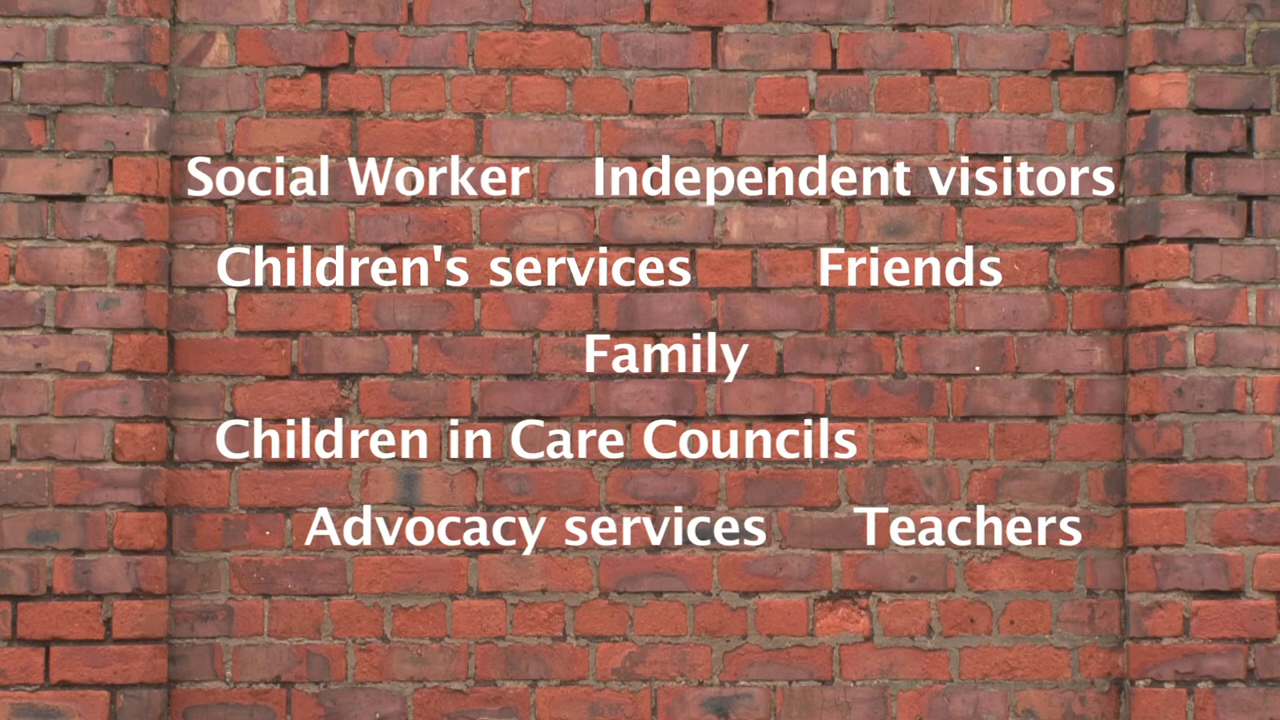 Social Worker Independent visitors
Children's services Friends
Family
Children in Care Councils
Advocacy services Teachers